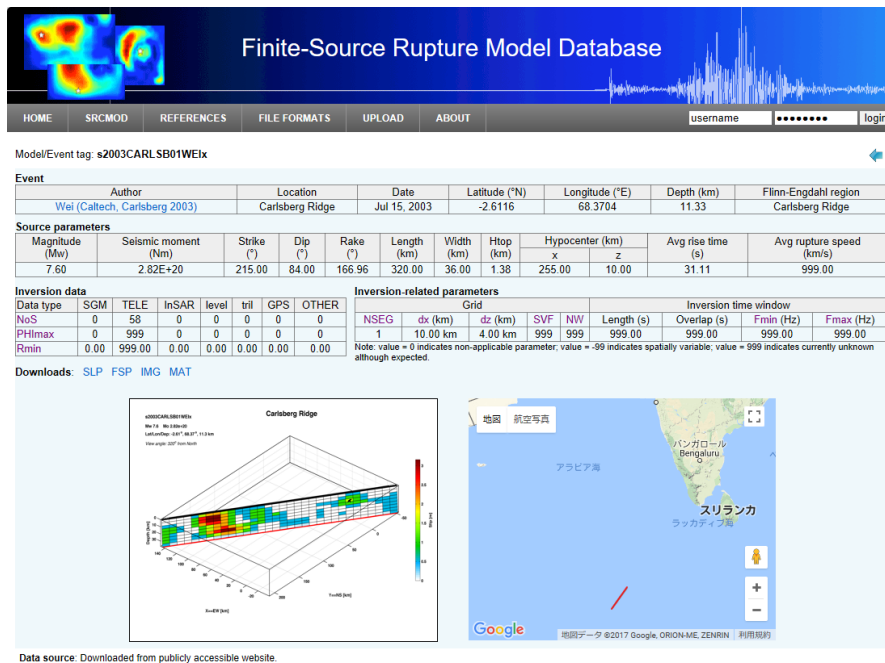 Finite-Source Rupture Model Database
HOME SRCMOD REFERENCES FILE FORMATS UPLOAD ABOUT username login
Model/Event tag: s2003CARLSB01WEIx
Event
Author Location Date Latitude (°N) Longitude (°E) Depth (km) Flinn-Engdahl region
Wei (Caltech, Carlsberg 2003) Carlsberg Ridge Jul 15, 2003 -2.6116 68.3704 11.33 Carlsberg Ridge
Source parameters
Magnitude (Mw) Seismic moment (Nm) Strike (°) Dip (°) Rake (°) Length (km) Width (km) Htop (km) Hypocenter (km) x z Avg rise time (s) Avg rupture speed (km/s)
7.60 2.82E+20 215.00 84.00 166.96 320.00 36.00 1.38 255.00 10.00 31.11 999.00
Inversion data
Data type SGM TELE InSAR level tril GPS OTHER
NoS 0 58 0 0 0 0 0
PHImax 0 999 0 0 0 0 0
Rmin 0.00 999.00 0.00 0.00 0.00 0.00 0.00
Inversion-related parameters
Grid Inversion time window
NSEG dx (km) dz (km) SVF NW Length (s) Overlap (s) Fmin (Hz) Fmax (Hz)
1 10.00 km 4.00 km 999 999 999.00 999.00 999.00 999.00
Note: value = 0 indicates non-applicable parameter; value = -99 indicates spatially variable; value = 999 indicates currently unknown
although expected.
Downloads: SLP FSP IMG MAT
s2003CARLSB01WEIx
Carlsberg Ridge
View angle: 320° from North
Depth [km]
X==EW [km]
Y==NS [km]
地図 航空写真
バンガロール
Bengaluru
アラビア海
スリランカ
ラッカディブ海
Google
地図データ ©2017 Google, ORION-ME, ZENRIN 利用規約
Data source: Downloaded from publicly accessible website.